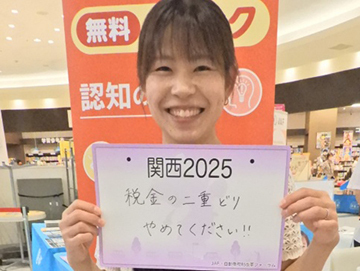 無料
認知の
関西2025
税金の二重どり
やめてください!!